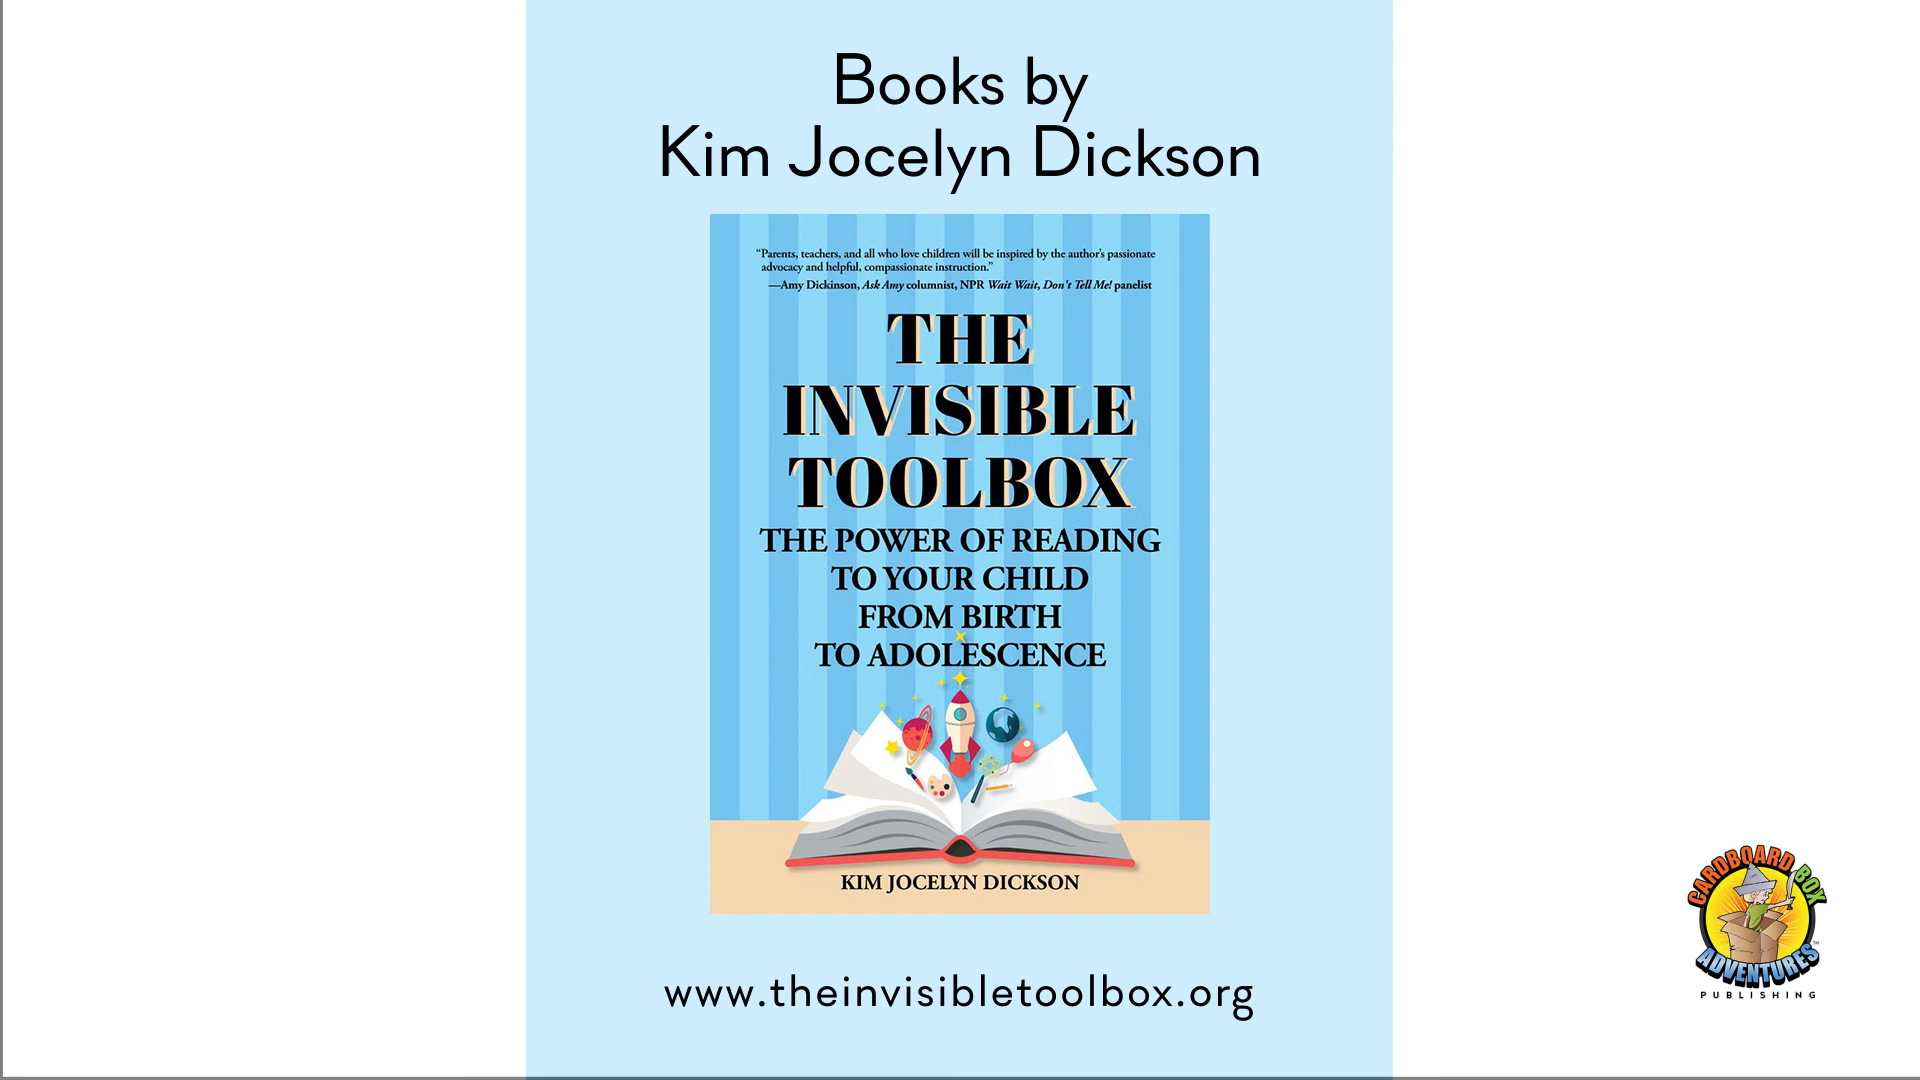 Books by
Kim Jocelyn Dickson
“Parents, teachers, and all who love children will be inspired by the author’s passionate
advocacy and helpful, compassionate instruction.”
—Amy Dickinson, Ask Amy columnist, NPR Wait Wait, Don't Tell Me! panelist
THE
INVISIBLE
TOOLBOX
THE POWER OF READING
TO YOUR CHILD
FROM BIRTH
TO ADOLESCENCE
KIM JOCELYN DICKSON
www.theinvisibletoolbox.org
CARDBOARD BOX
ADVENTURES™
PUBLISHING